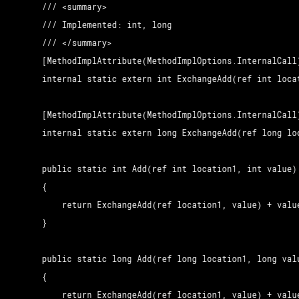 /// <summary>
/// Implemented: int, long
/// </summary>
[MethodImplAttribute(MethodImplOptions.InternalCall)
internal static extern int ExchangeAdd(ref int locat
[MethodImplAttribute(MethodImplOptions.InternalCall)
internal static extern long ExchangeAdd(ref long loc
public static int Add(ref int location1, int value)
{
return ExchangeAdd(ref location1, value) + value
}
public static long Add(ref long location1, long valu
{
return ExchangeAdd(ref location1, value) + value